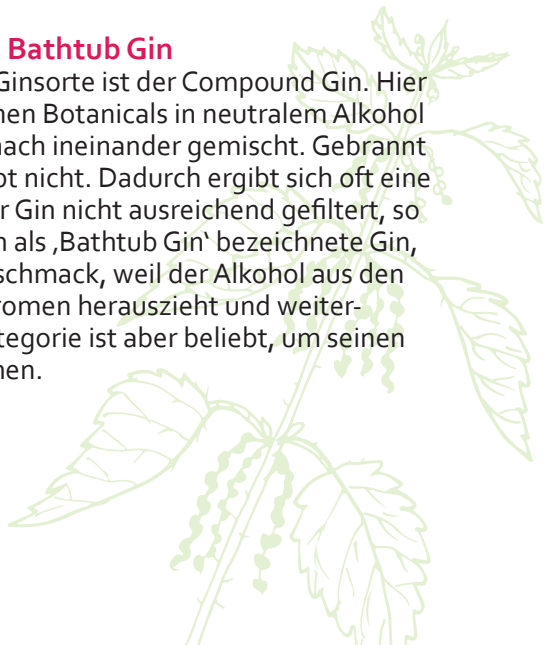 Bathtub Gin
Ginsorte ist der Compound Gin. Hier
nen Botanicals in neutralem Alkohol
nach ineinander gemischt. Gebrannt
bt nicht. Dadurch ergibt sich oft eine
r Gin nicht ausreichend gefiltert, so
n als ‚Bathtub Gin‘ bezeichnete Gin,
schmack, weil der Alkohol aus den
romen herauszieht und weiter-
tegorie ist aber beliebt, um seinen
nen.